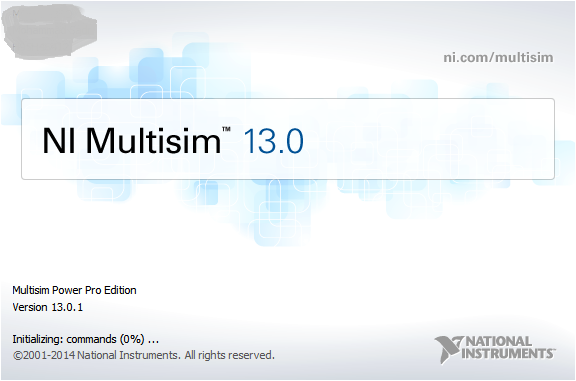 ni.com/multisim
NI Multisim™ 13.0
Multisim Power Pro Edition
Version 13.0.1
Initializing: commands (0%) ...
©2001-2014 National Instruments. All rights reserved.
NATIONAL
INSTRUMENTS™